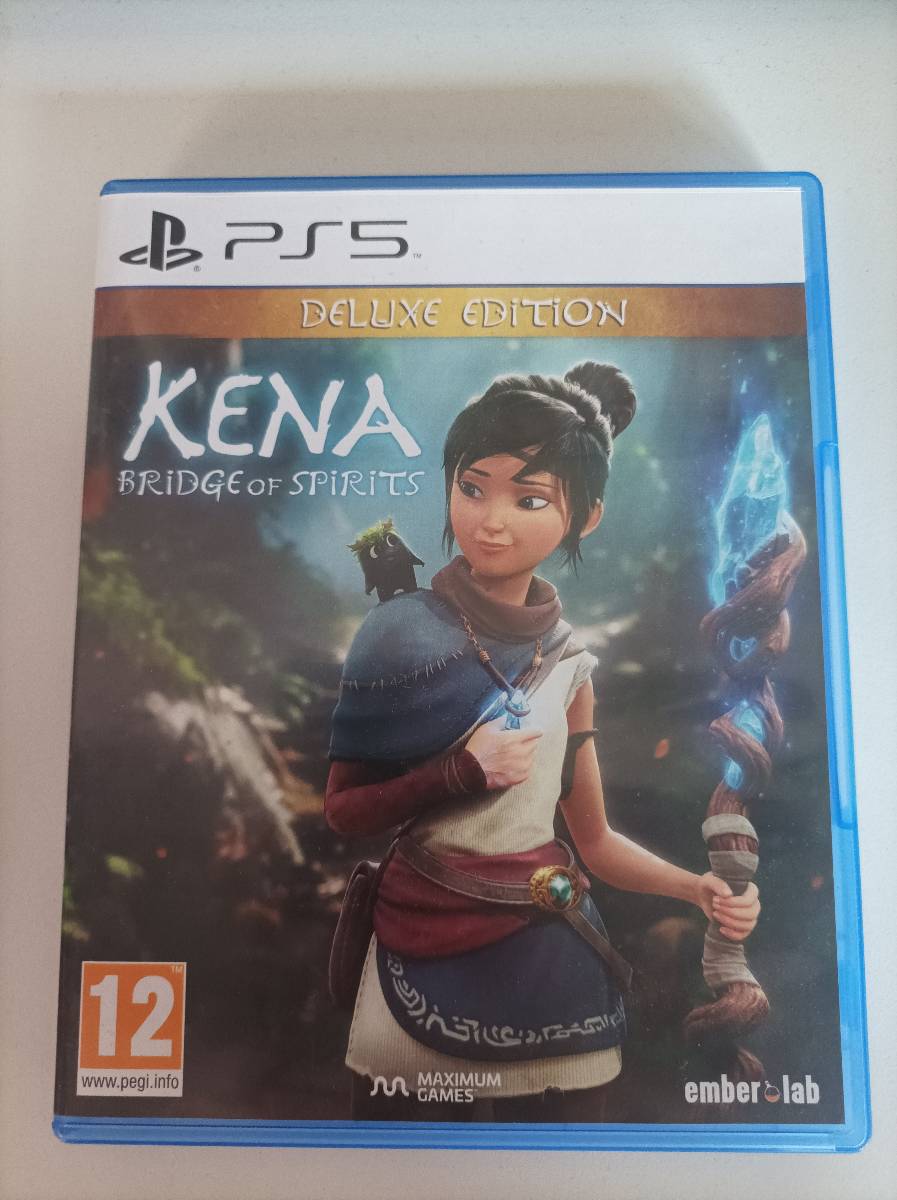 PS5
DELUXE EDITION
KENA
BRIDGE OF SPIRITS
12
www.pegi.info
MAXIMUM
GAMES
ember lab